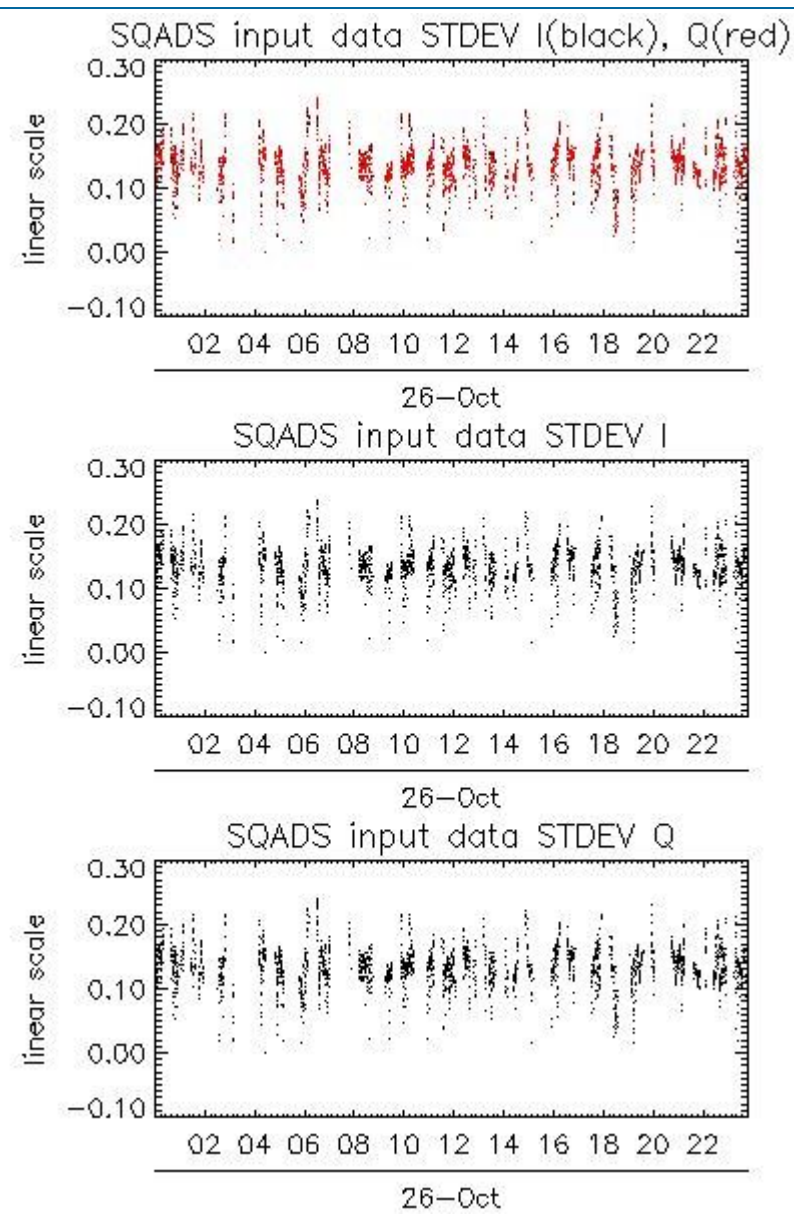 SQADS input data STDEV I(black), Q(red)
linear scale
0.30
0.20
0.10
0.00
−0.10
02 04 06 08 10 12 14 16 18 20 22
26−Oct
SQADS input data STDEV I
linear scale
0.30
0.20
0.10
0.00
−0.10
02 04 06 08 10 12 14 16 18 20 22
26−Oct
SQADS input data STDEV Q
linear scale
0.30
0.20
0.10
0.00
−0.10
02 04 06 08 10 12 14 16 18 20 22
26−Oct